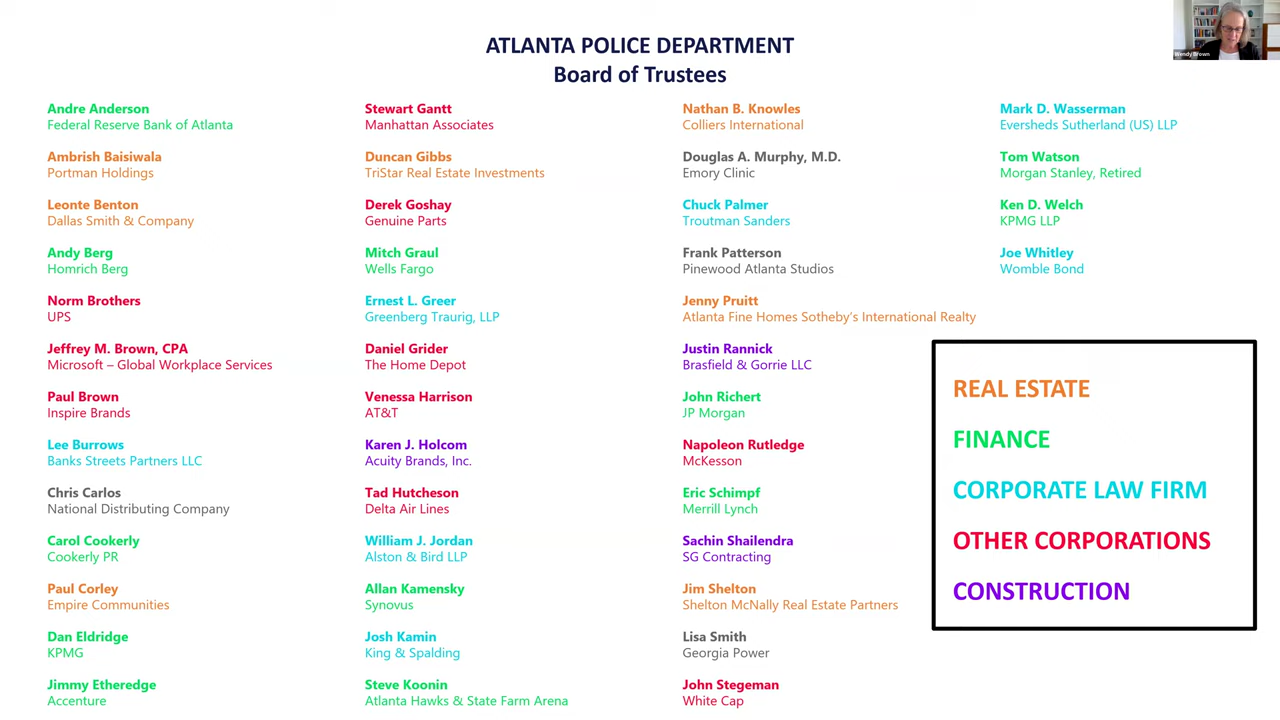 ATLANTA POLICE DEPARTMENT
Board of Trustees
Wendy Brown
Andre Anderson
Federal Reserve Bank of Atlanta
Ambrish Baisiwala
Portman Holdings
Leonte Benton
Dallas Smith & Company
Andy Berg
Homrich Berg
Norm Brothers
UPS
Jeffrey M. Brown, CPA
Microsoft – Global Workplace Services
Paul Brown
Inspire Brands
Lee Burrows
Banks Streets Partners LLC
Chris Carlos
National Distributing Company
Carol Cookerly
Cookerly PR
Paul Corley
Empire Communities
Dan Eldridge
KPMG
Jimmy Etheredge
Accenture
Stewart Gantt
Manhattan Associates
Duncan Gibbs
TriStar Real Estate Investments
Derek Goshay
Genuine Parts
Mitch Graul
Wells Fargo
Ernest L. Greer
Greenberg Traurig, LLP
Daniel Grider
The Home Depot
Venessa Harrison
AT&T
Karen J. Holcom
Acuity Brands, Inc.
Tad Hutcheson
Delta Air Lines
William J. Jordan
Alston & Bird LLP
Allan Kamensky
Synovus
Josh Kamin
King & Spalding
Steve Koonin
Atlanta Hawks & State Farm Arena
Nathan B. Knowles
Colliers International
Douglas A. Murphy, M.D.
Emory Clinic
Chuck Palmer
Troutman Sanders
Frank Patterson
Pinewood Atlanta Studios
Jenny Pruitt
Atlanta Fine Homes Sotheby's International Realty
Justin Rannick
Brasfield & Gorrie LLC
John Richert
JP Morgan
Napoleon Rutledge
McKesson
Eric Schimpf
Merrill Lynch
Sachin Shailendra
SG Contracting
Jim Shelton
Shelton McNally Real Estate Partners
Lisa Smith
Georgia Power
John Stegeman
White Cap
Mark D. Wasserman
Eversheds Sutherland (US) LLP
Tom Watson
Morgan Stanley, Retired
Ken D. Welch
KPMG LLP
Joe Whitley
Womble Bond
REAL ESTATE
FINANCE
CORPORATE LAW FIRM
OTHER CORPORATIONS
CONSTRUCTION